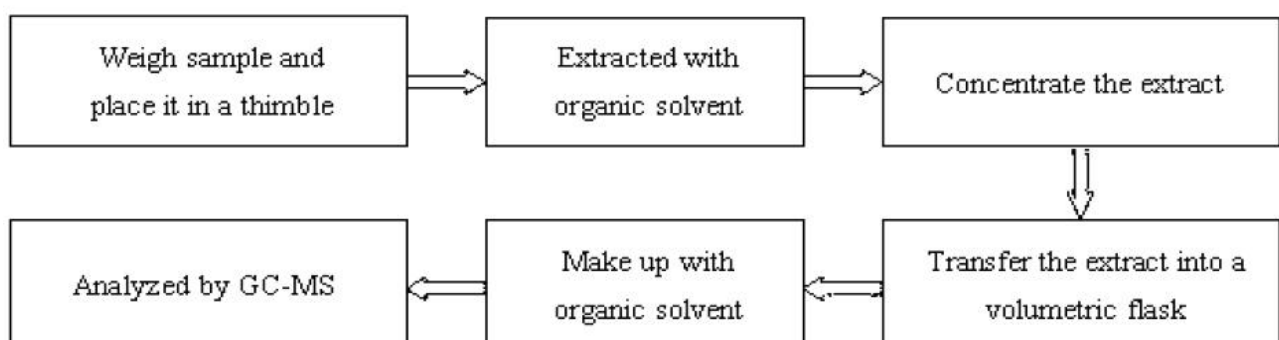 Weigh sample and
place it in a thimble
Extracted with
organic solvent
Concentrate the extract
Transfer the extract into a
volumetric flask
Make up with
organic solvent
Analyzed by GC-MS